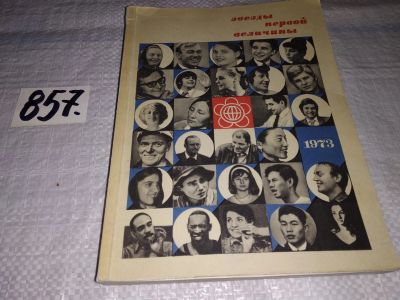 звезды
первой
величины
857.
1973